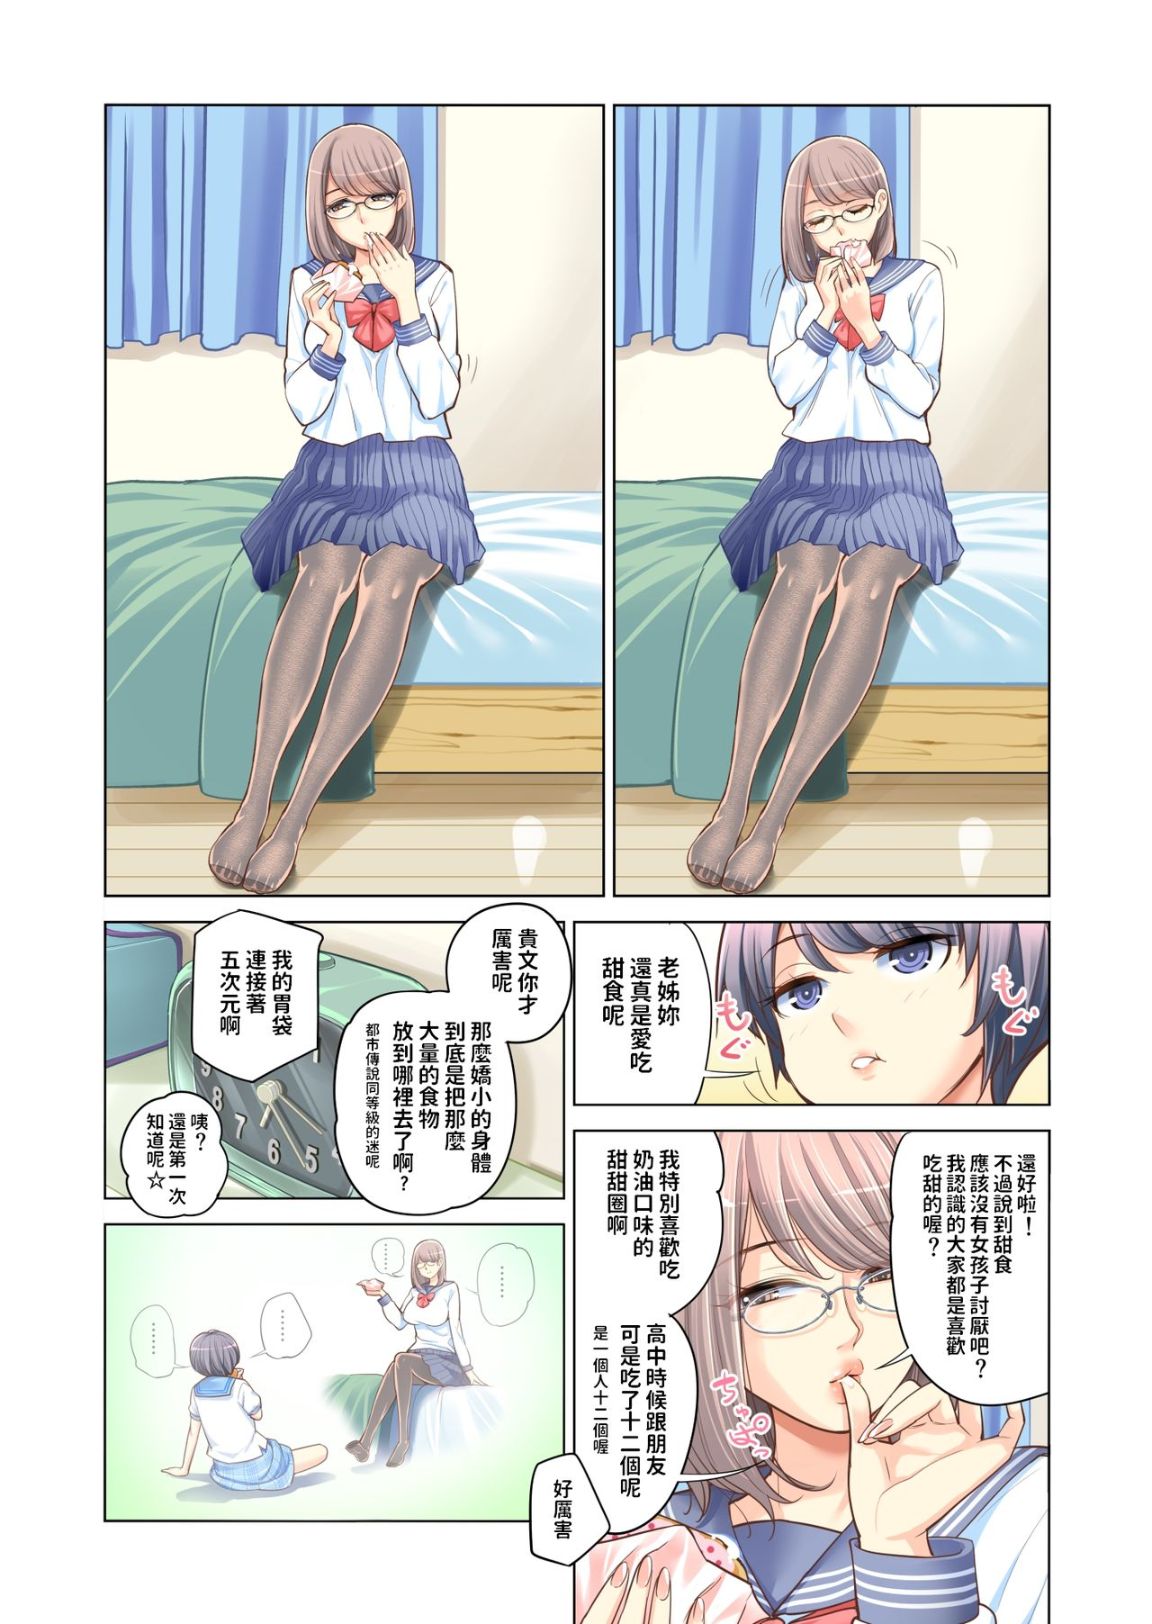 老姊妳
還真是愛吃
甜食呢
もぐ
もぐ
貴文你才
厲害呢
那麼嬌小的身體
到底是把那麼
大量的食物
放到哪裡去了啊？
都市傳說同等級的迷呢
我的胃袋
連接著
五次元啊
咦？
還是第一次
知道呢☆
9
8
7
6
5
4
還好啦！
不過說到甜食
應該沒有女孩子討厭吧？
我認識的大家都是喜歡
吃甜的喔？
我特別喜歡吃
奶油口味的
甜甜圈啊
高中時候跟朋友
可是吃了十二個呢
是一個人十二個喔
ちゅぱっ
好厲害
……
……
……
……